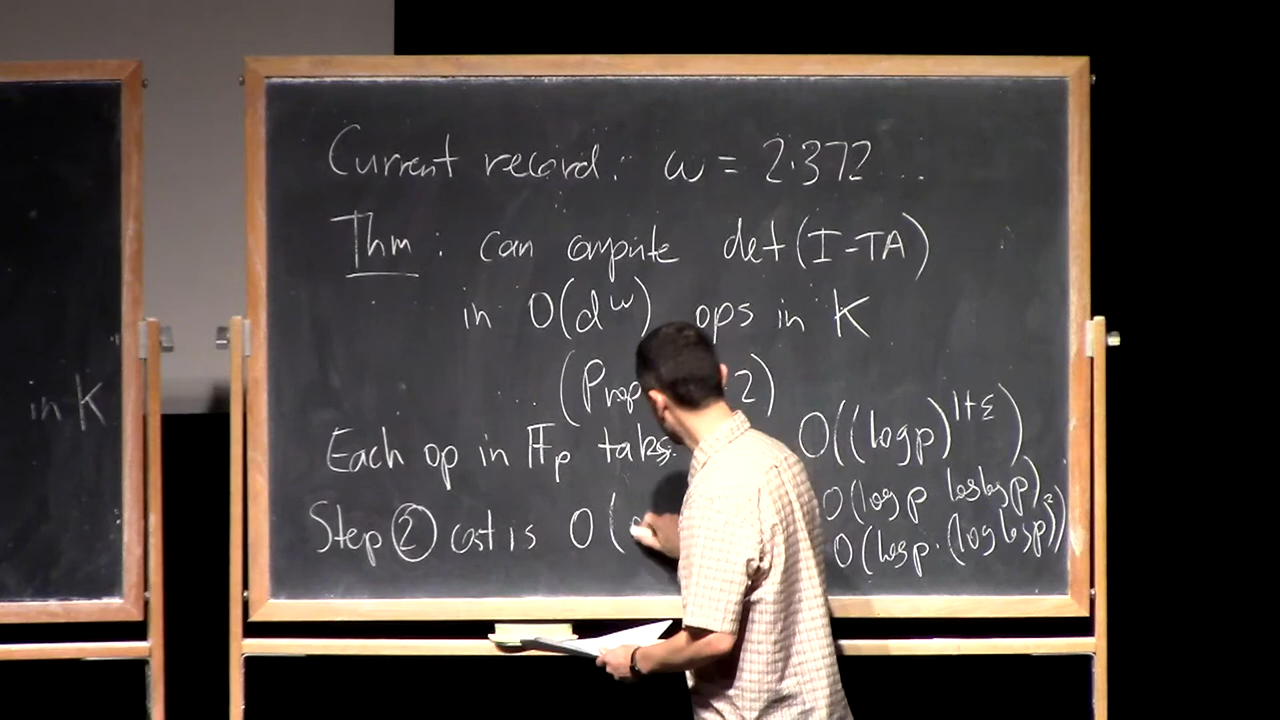 in K
Current record: ω = 2.372...
Thm: can compute det(I-TA)
in O(d^ω) ops in K
(Prop 2)
Each op in 𝔽_p takes O((log p)^{1+ε})
O(log p loglog p)
O(log p · (log log p)^2)
Step ② cost is O(